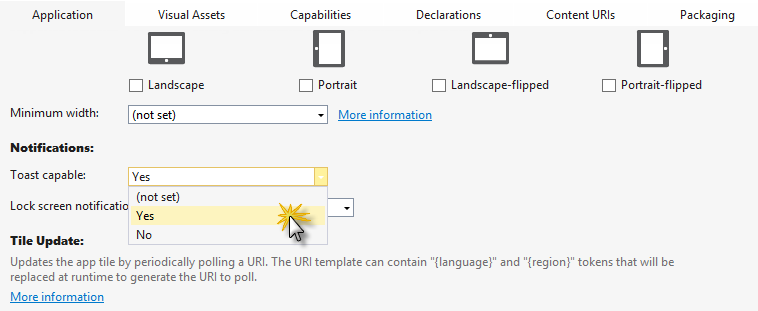 Application Visual Assets Capabilities Declarations Content URIs Packaging
Landscape Portrait Landscape-flipped Portrait-flipped
Minimum width: (not set) More information
Notifications:
Toast capable: Yes
(not set)
Lock screen notificatio
Yes
No
Tile Update:
Updates the app tile by periodically polling a URI. The URI template can contain "{language}" and "{region}" tokens that will be
replaced at runtime to generate the URI to poll.
More information